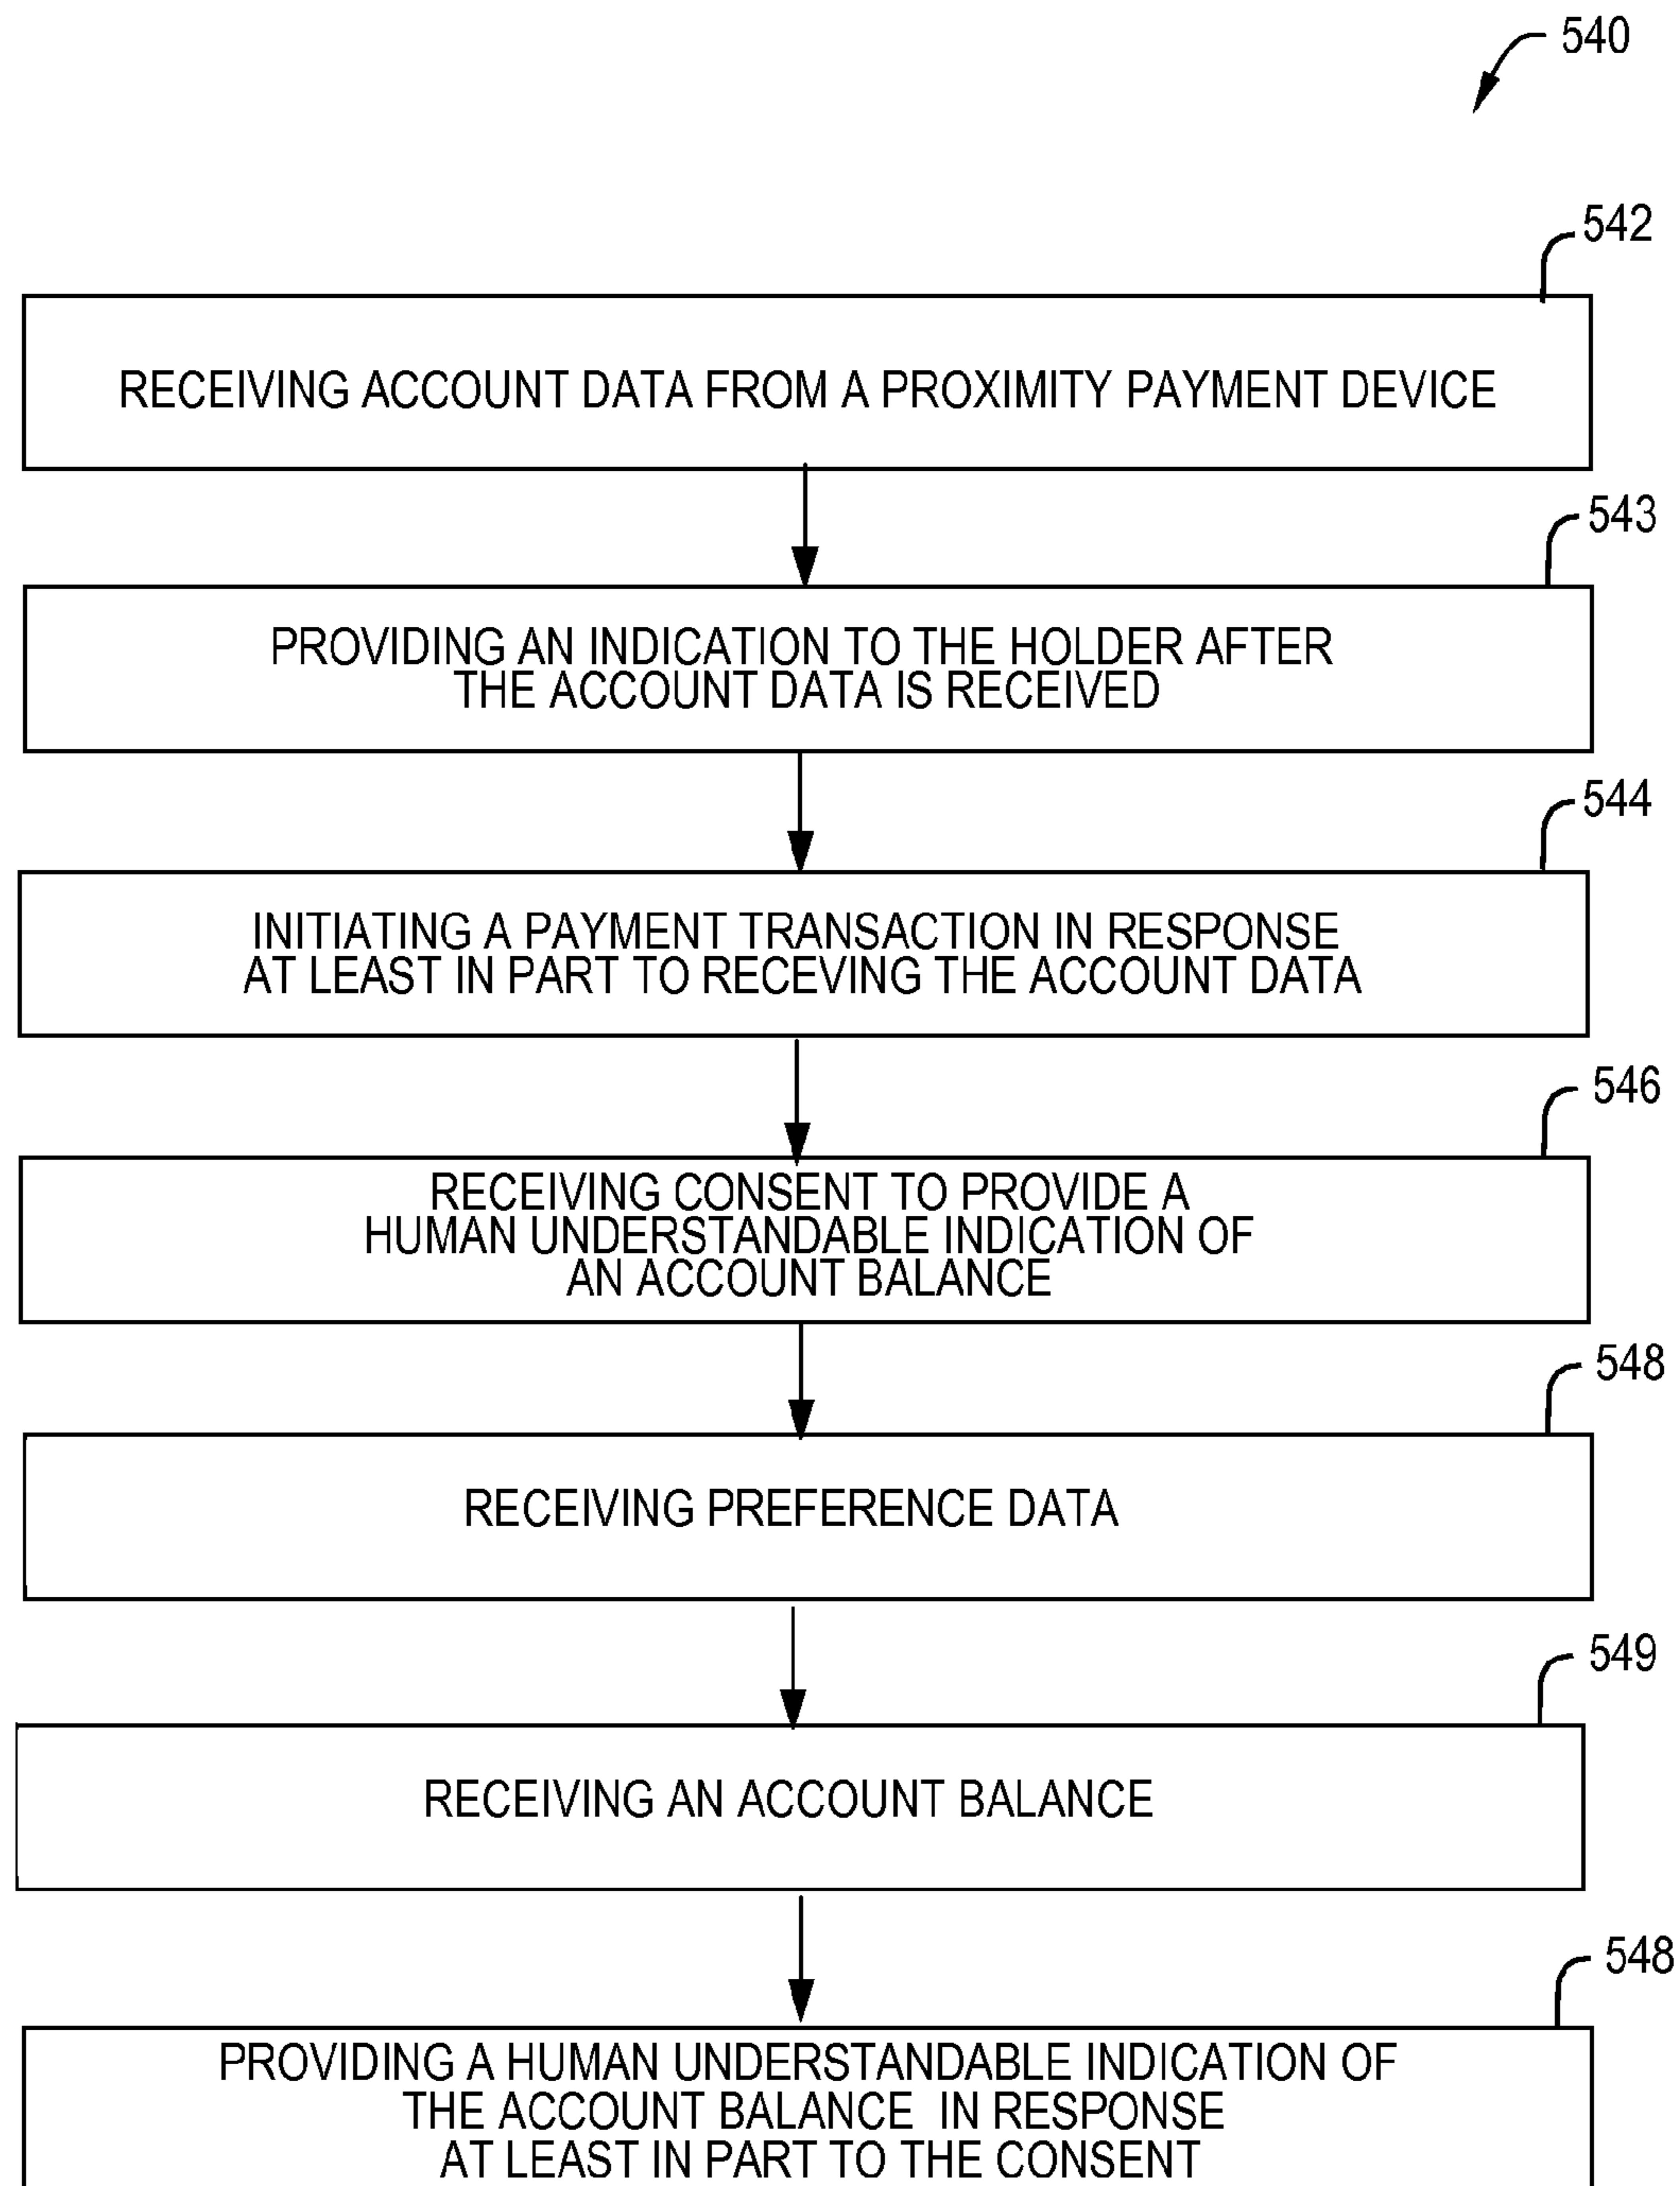 540
542
RECEIVING ACCOUNT DATA FROM A PROXIMITY PAYMENT DEVICE
543
PROVIDING AN INDICATION TO THE HOLDER AFTER
THE ACCOUNT DATA IS RECEIVED
544
INITIATING A PAYMENT TRANSACTION IN RESPONSE
AT LEAST IN PART TO RECEVING THE ACCOUNT DATA
546
RECEIVING CONSENT TO PROVIDE A
HUMAN UNDERSTANDABLE INDICATION OF
AN ACCOUNT BALANCE
548
RECEIVING PREFERENCE DATA
549
RECEIVING AN ACCOUNT BALANCE
548
PROVIDING A HUMAN UNDERSTANDABLE INDICATION OF
THE ACCOUNT BALANCE IN RESPONSE
AT LEAST IN PART TO THE CONSENT